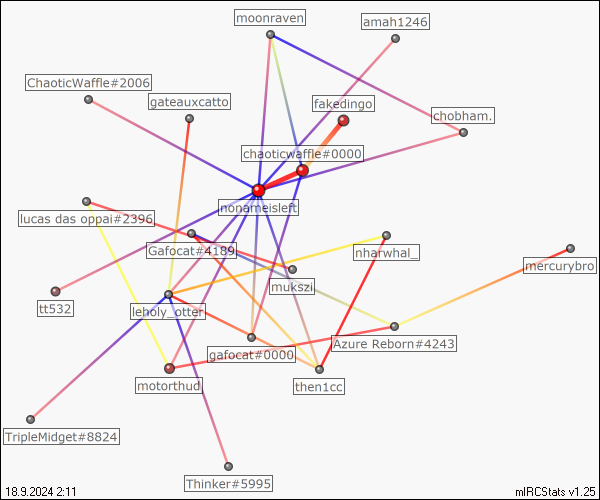 moonraven
amah1246
ChaoticWaffle#2006
gateauxcatto
fakedingo
chobham.
chaoticwaffle#0000
nonameisleft
lucas das oppai#2396
Gafocat#4189
nharwhal_
mercurybro
mukszi
tt532
leholy_otter
gafocat#0000
Azure Reborn#4243
motorthud
then1cc
TripleMidget#8824
Thinker#5995
18.9.2024 2:11
mIRCStats v1.25